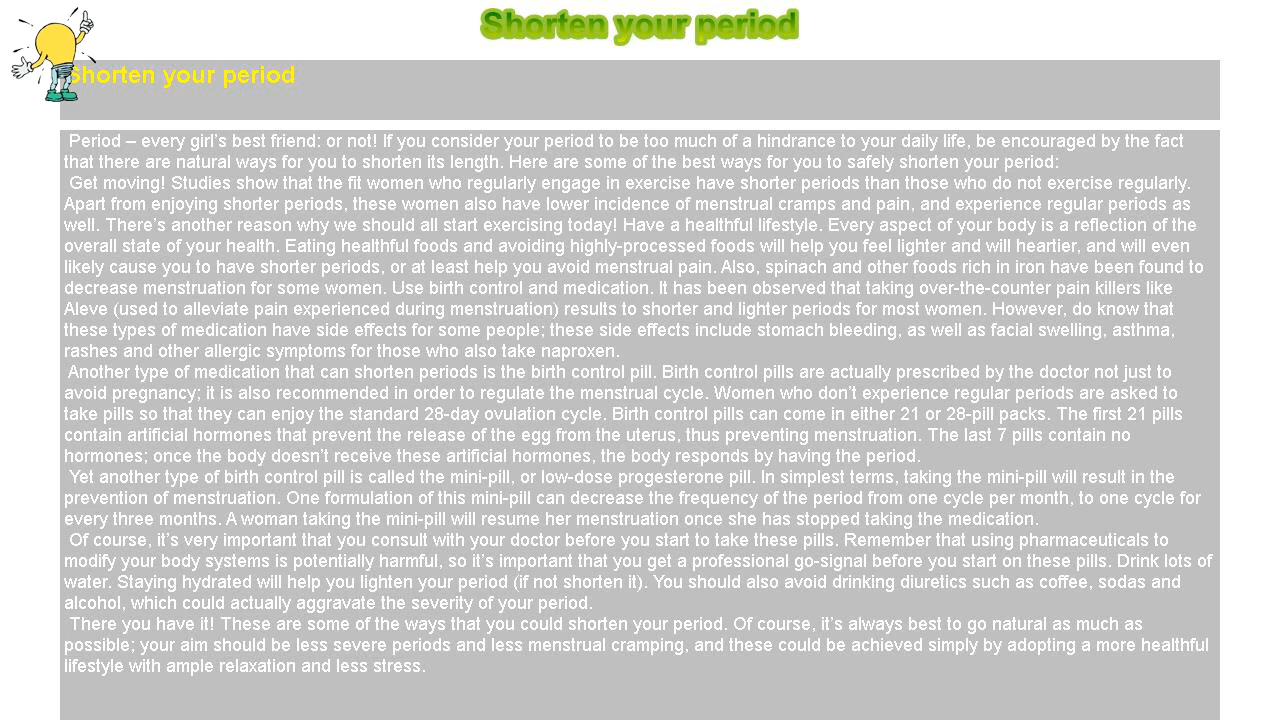 Shorten your period
Shorten your period
Period – every girl's best friend: or not! If you consider your period to be too much of a hindrance to your daily life, be encouraged by the fact
that there are natural ways for you to shorten its length. Here are some of the best ways for you to safely shorten your period:
Get moving! Studies show that the fit women who regularly engage in exercise have shorter periods than those who do not exercise regularly.
Apart from enjoying shorter periods, these women also have lower incidence of menstrual cramps and pain, and experience regular periods as
well. There's another reason why we should all start exercising today! Have a healthful lifestyle. Every aspect of your body is a reflection of the
overall state of your health. Eating healthful foods and avoiding highly-processed foods will help you feel lighter and will heartier, and will even
likely cause you to have shorter periods, or at least help you avoid menstrual pain. Also, spinach and other foods rich in iron have been found to
decrease menstruation for some women. Use birth control and medication. It has been observed that taking over-the-counter pain killers like
Aleve (used to alleviate pain experienced during menstruation) results to shorter and lighter periods for most women. However, do know that
these types of medication have side effects for some people; these side effects include stomach bleeding, as well as facial swelling, asthma,
rashes and other allergic symptoms for those who also take naproxen.
Another type of medication that can shorten periods is the birth control pill. Birth control pills are actually prescribed by the doctor not just to
avoid pregnancy; it is also recommended in order to regulate the menstrual cycle. Women who don't experience regular periods are asked to
take pills so that they can enjoy the standard 28-day ovulation cycle. Birth control pills can come in either 21 or 28-pill packs. The first 21 pills
contain artificial hormones that prevent the release of the egg from the uterus, thus preventing menstruation. The last 7 pills contain no
hormones; once the body doesn't receive these artificial hormones, the body responds by having the period.
Yet another type of birth control pill is called the mini-pill, or low-dose progesterone pill. In simplest terms, taking the mini-pill will result in the
prevention of menstruation. One formulation of this mini-pill can decrease the frequency of the period from one cycle per month, to one cycle for
every three months. A woman taking the mini-pill will resume her menstruation once she has stopped taking the medication.
Of course, it's very important that you consult with your doctor before you start to take these pills. Remember that using pharmaceuticals to
modify your body systems is potentially harmful, so it's important that you get a professional go-signal before you start on these pills. Drink lots of
water. Staying hydrated will help you lighten your period (if not shorten it). You should also avoid drinking diuretics such as coffee, sodas and
alcohol, which could actually aggravate the severity of your period.
There you have it! These are some of the ways that you could shorten your period. Of course, it's always best to go natural as much as
possible; your aim should be less severe periods and less menstrual cramping, and these could be achieved simply by adopting a more healthful
lifestyle with ample relaxation and less stress.